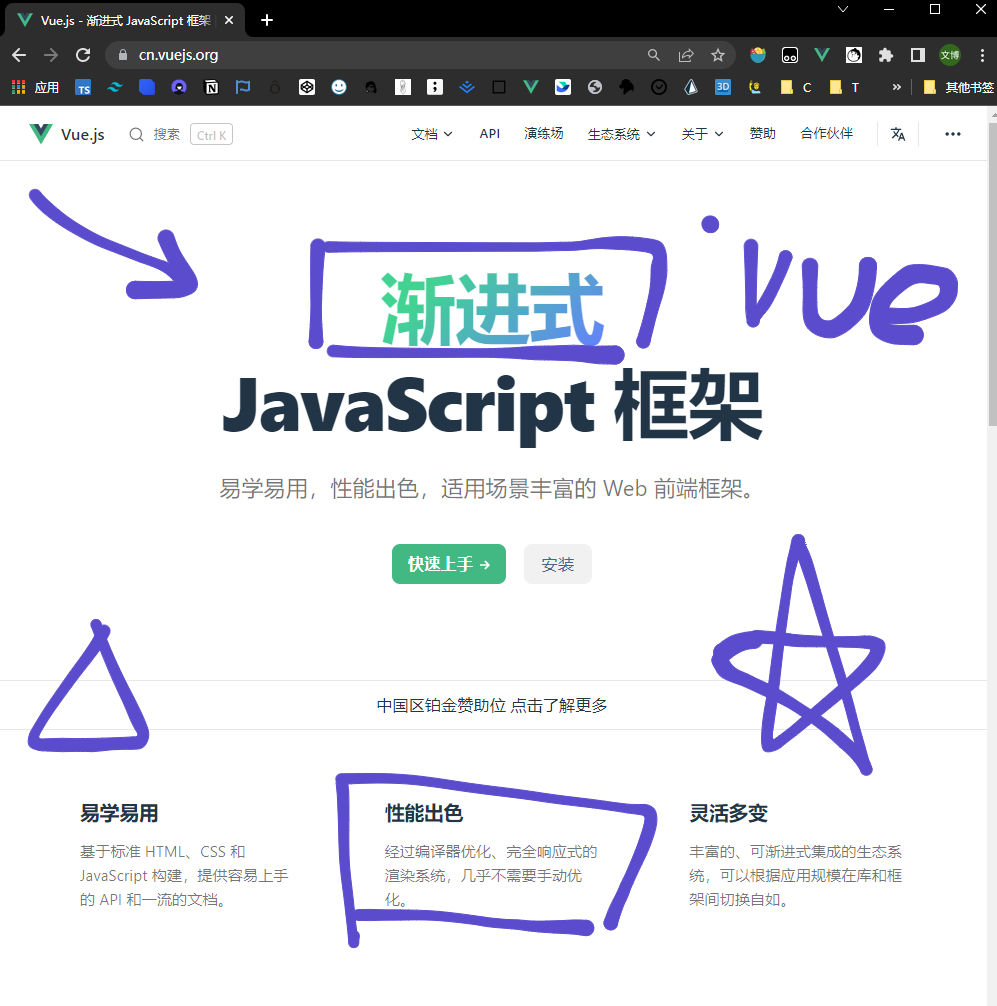 Vue.js - 渐进式 JavaScript 框架
cn.vuejs.org
文博
应用
TS
N
3D
C
T
»
其他书签
Vue.js
搜索
Ctrl K
文档
API
演练场
生态系统
关于
赞助
合作伙伴
渐进式
vue
JavaScript 框架
易学易用，性能出色，适用场景丰富的 Web 前端框架。
快速上手 →
安装
中国区铂金赞助位 点击了解更多
易学易用
基于标准 HTML、CSS 和
JavaScript 构建，提供容易上手
的 API 和一流的文档。
性能出色
经过编译器优化、完全响应式的
渲染系统，几乎不需要手动优
化。
灵活多变
丰富的、可渐进式集成的生态系
统，可以根据应用规模在库和框
架间切换自如。